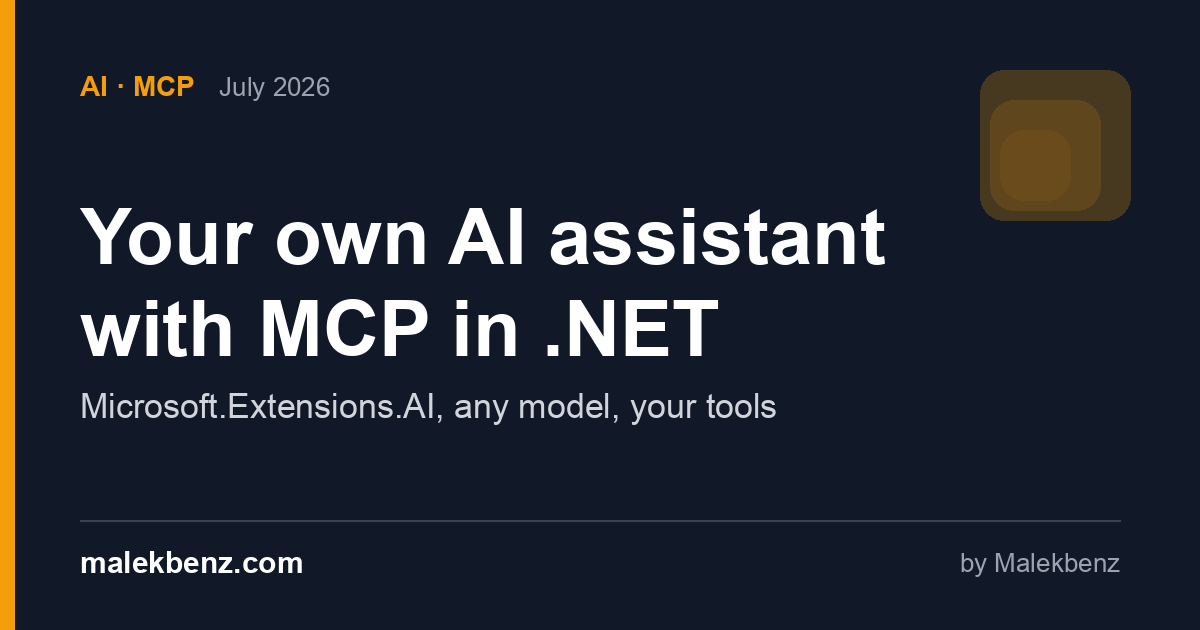 AI · MCP July 2026
Your own AI assistant
with MCP in .NET
Microsoft.Extensions.AI, any model, your tools
malekbenz.com by Malekbenz